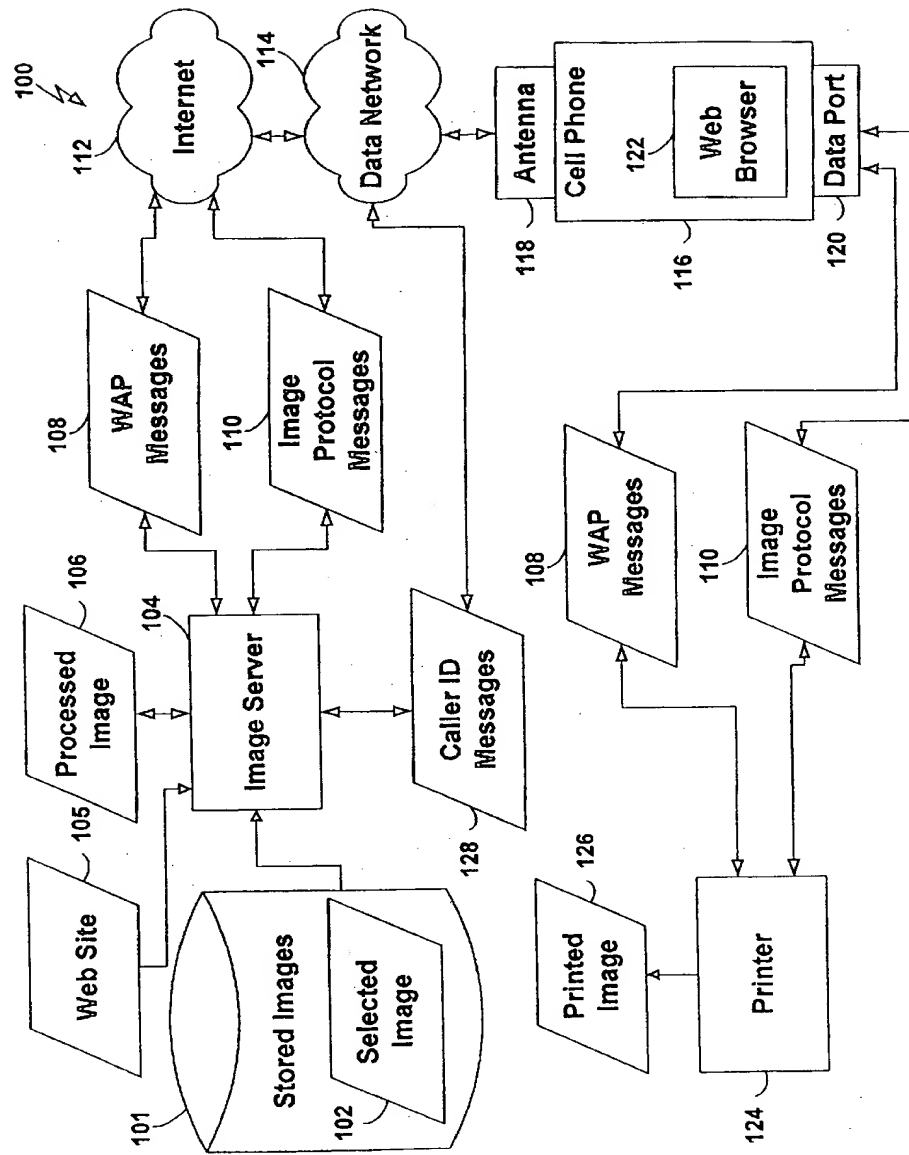 100
Web Site
105
Processed
Image
106
WAP
Messages
108
Internet
112
Data Network
114
Image Server
104
Image
Protocol
Messages
110
101
Stored Images
Selected
Image
102
Caller ID
Messages
128
Antenna
118
Cell Phone
Web
Browser
122
116
Data Port
120
WAP
Messages
108
Image
Protocol
Messages
110
Printed
Image
126
Printer
124